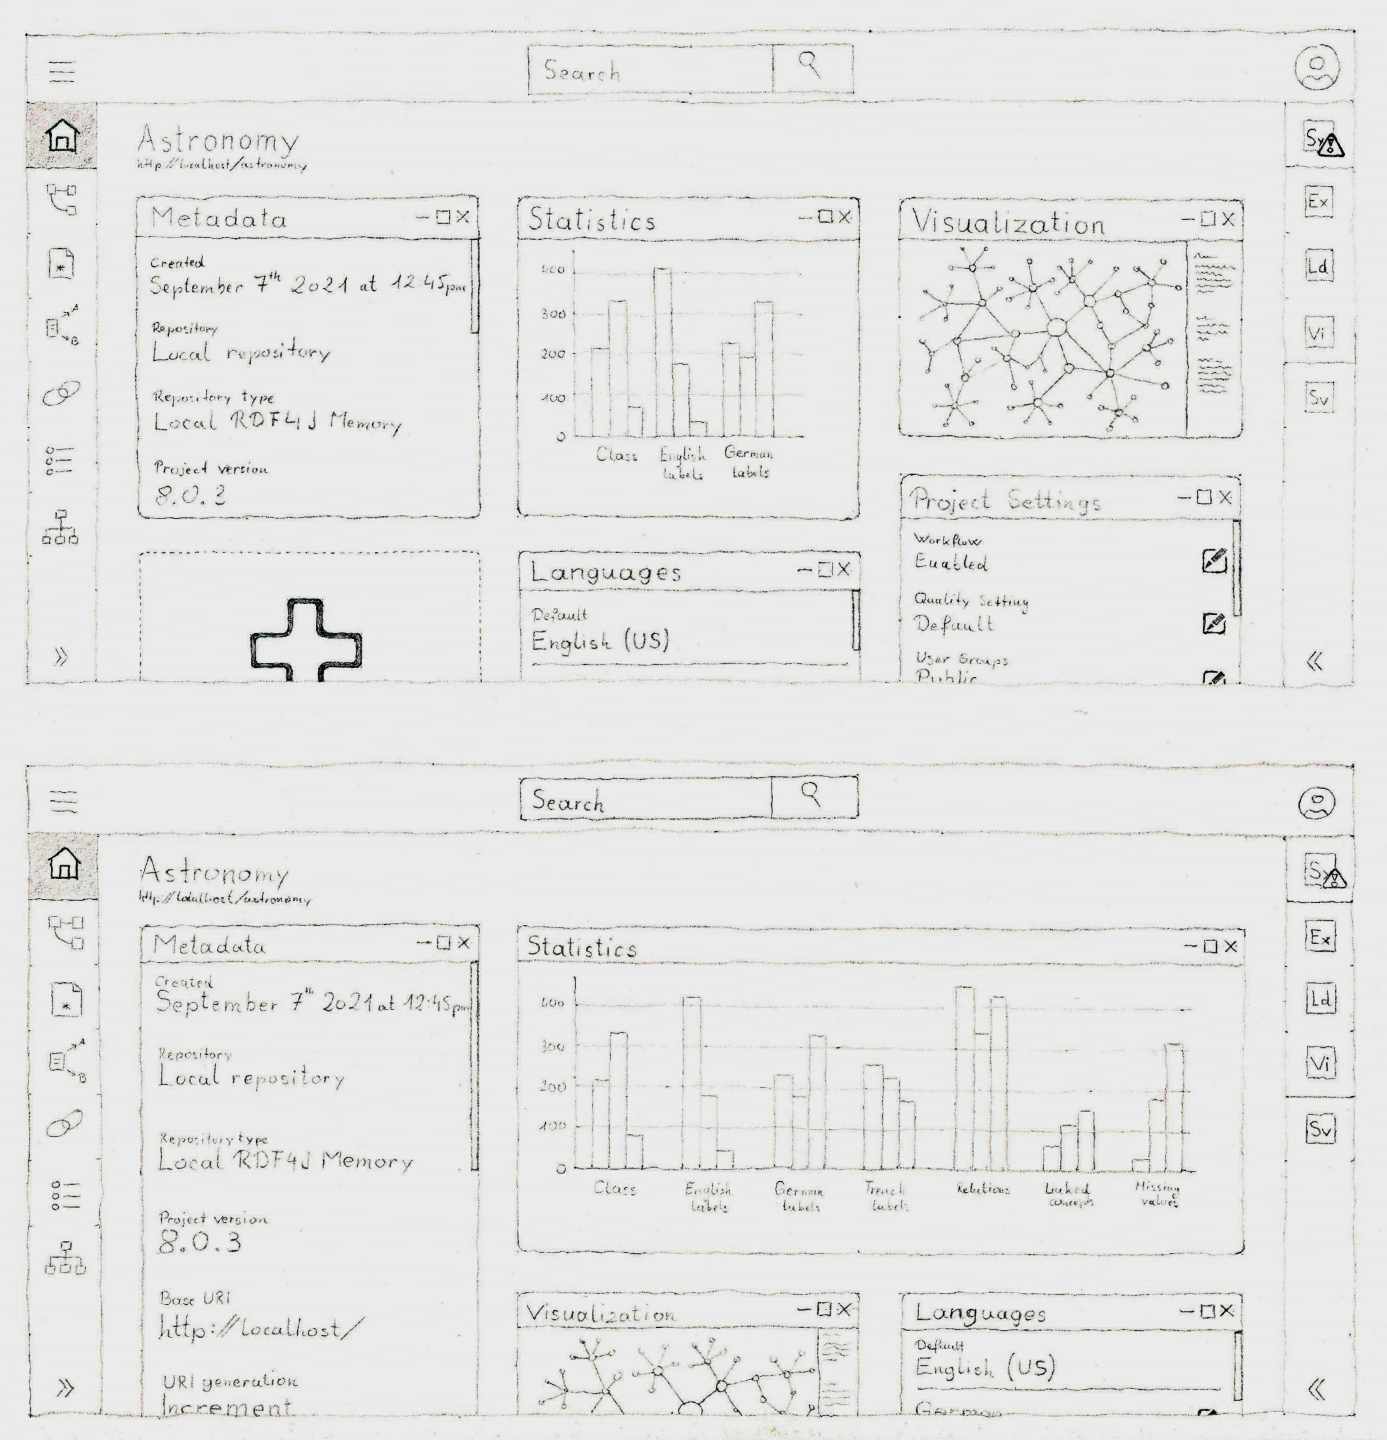 Search
Astronomy
http://localhost/astronomy
Sy
Ex
Ld
Vi
Sv
Metadata
Created
September 7th 2021 at 12:45pm
Repository
Local repository
Repository type
Local RDF4J Memory
Project version
8.0.3
Statistics
400
300
200
100
0
Class
English
labels
German
labels
Visualization
Project Settings
Workflow
Enabled
Quality Setting
Default
User Groups
Public
Languages
Default
English (US)
A
B
Search
Astronomy
http://localhost/astronomy
Sy
Ex
Ld
Vi
Sv
Metadata
Created
September 7th 2021 at 12:45pm
Repository
Local repository
Repository type
Local RDF4J Memory
Project version
8.0.3
Base URI
http://localhost/
URI generation
Increment
Statistics
400
300
200
100
0
Class
English
labels
German
labels
French
labels
Relations
Linked
concepts
Missing
values
Visualization
Languages
Default
English (US)
German
A
B